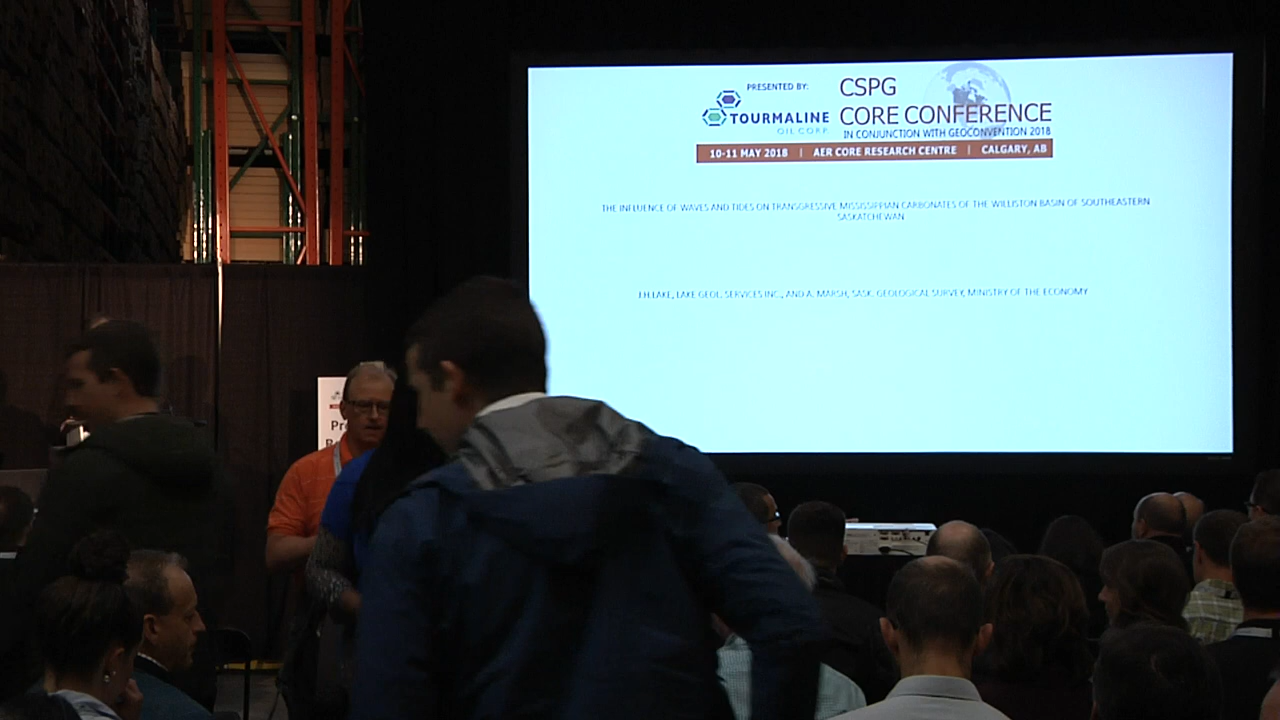 PRESENTED BY:
TOURMALINE
OIL CORP.
CSPG
CORE CONFERENCE
IN CONJUNCTION WITH GEOCONVENTION 2018
10-11 MAY 2018 | AER CORE RESEARCH CENTRE | CALGARY, AB
THE INFLUENCE OF WAVES AND TIDES ON TRANSGRESSIVE MISSISSIPPIAN CARBONATES OF THE WILLISTON BASIN OF SOUTHEASTERN
SASKATCHEWAN
J.H.LAKE, LAKE GEOL. SERVICES INC., AND A. MARSH, SASK. GEOLOGICAL SURVEY, MINISTRY OF THE ECONOMY